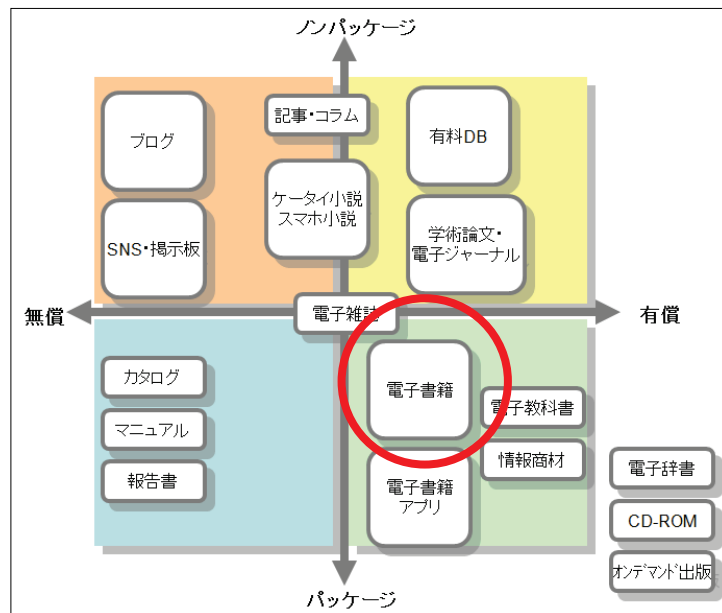 ノンパッケージ
ブログ
記事・コラム
有料DB
ケータイ小説
スマホ小説
SNS・掲示板
学術論文・
電子ジャーナル
無償
電子雑誌
有償
カタログ
電子書籍
マニュアル
電子教科書
報告書
情報商材
電子書籍
アプリ
電子辞書
CD-ROM
オンデマンド出版
パッケージ